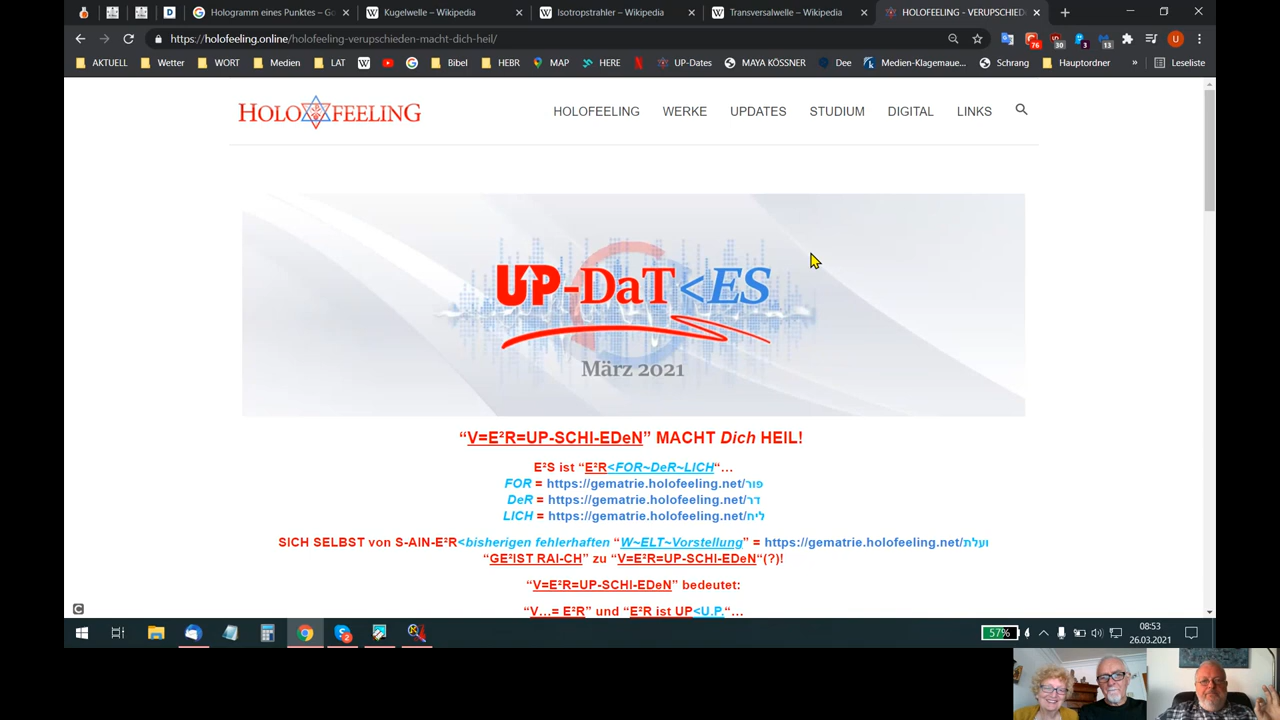 Hologramm eines Punktes – Go
Kugelwelle – Wikipedia
Isotropstrahler – Wikipedia
Transversalwelle – Wikipedia
HOLOFEELING - VERUPSCHIED
https://holofeeling.online/holofeeling-verupschieden-macht-dich-heil/
76
30
3
13
U
AKTUELL
Wetter
WORT
Medien
LAT
Bibel
HEBR
MAP
HERE
UP-Dates
MAYA KÖSSNER
Dee
Medien-Klagemaue...
Schrang
Hauptordner
»
Leseliste
HOLOFEELING
HOLOFEELING
WERKE
UPDATES
STUDIUM
DIGITAL
LINKS
UP-DaT<ES
März 2021
“V=E²R=UP-SCHI-EDeN” MACHT Dich HEIL!
E²S ist “E²R<FOR~DeR~LICH“…
FOR = https://gematrie.holofeeling.net/פור
DeR = https://gematrie.holofeeling.net/דר
LICH = https://gematrie.holofeeling.net/ליח
SICH SELBST von S-AIN-E²R<bisherigen fehlerhaften “W~ELT~Vorstellung” = https://gematrie.holofeeling.net/ועלת
“GE²IST RAI-CH” zu “V=E²R=UP-SCHI-EDeN“(?)!
“V=E²R=UP-SCHI-EDeN” bedeutet:
“V…= E²R” und “E²R ist UP<U.P.“…
57%
2
08:53
26.03.2021